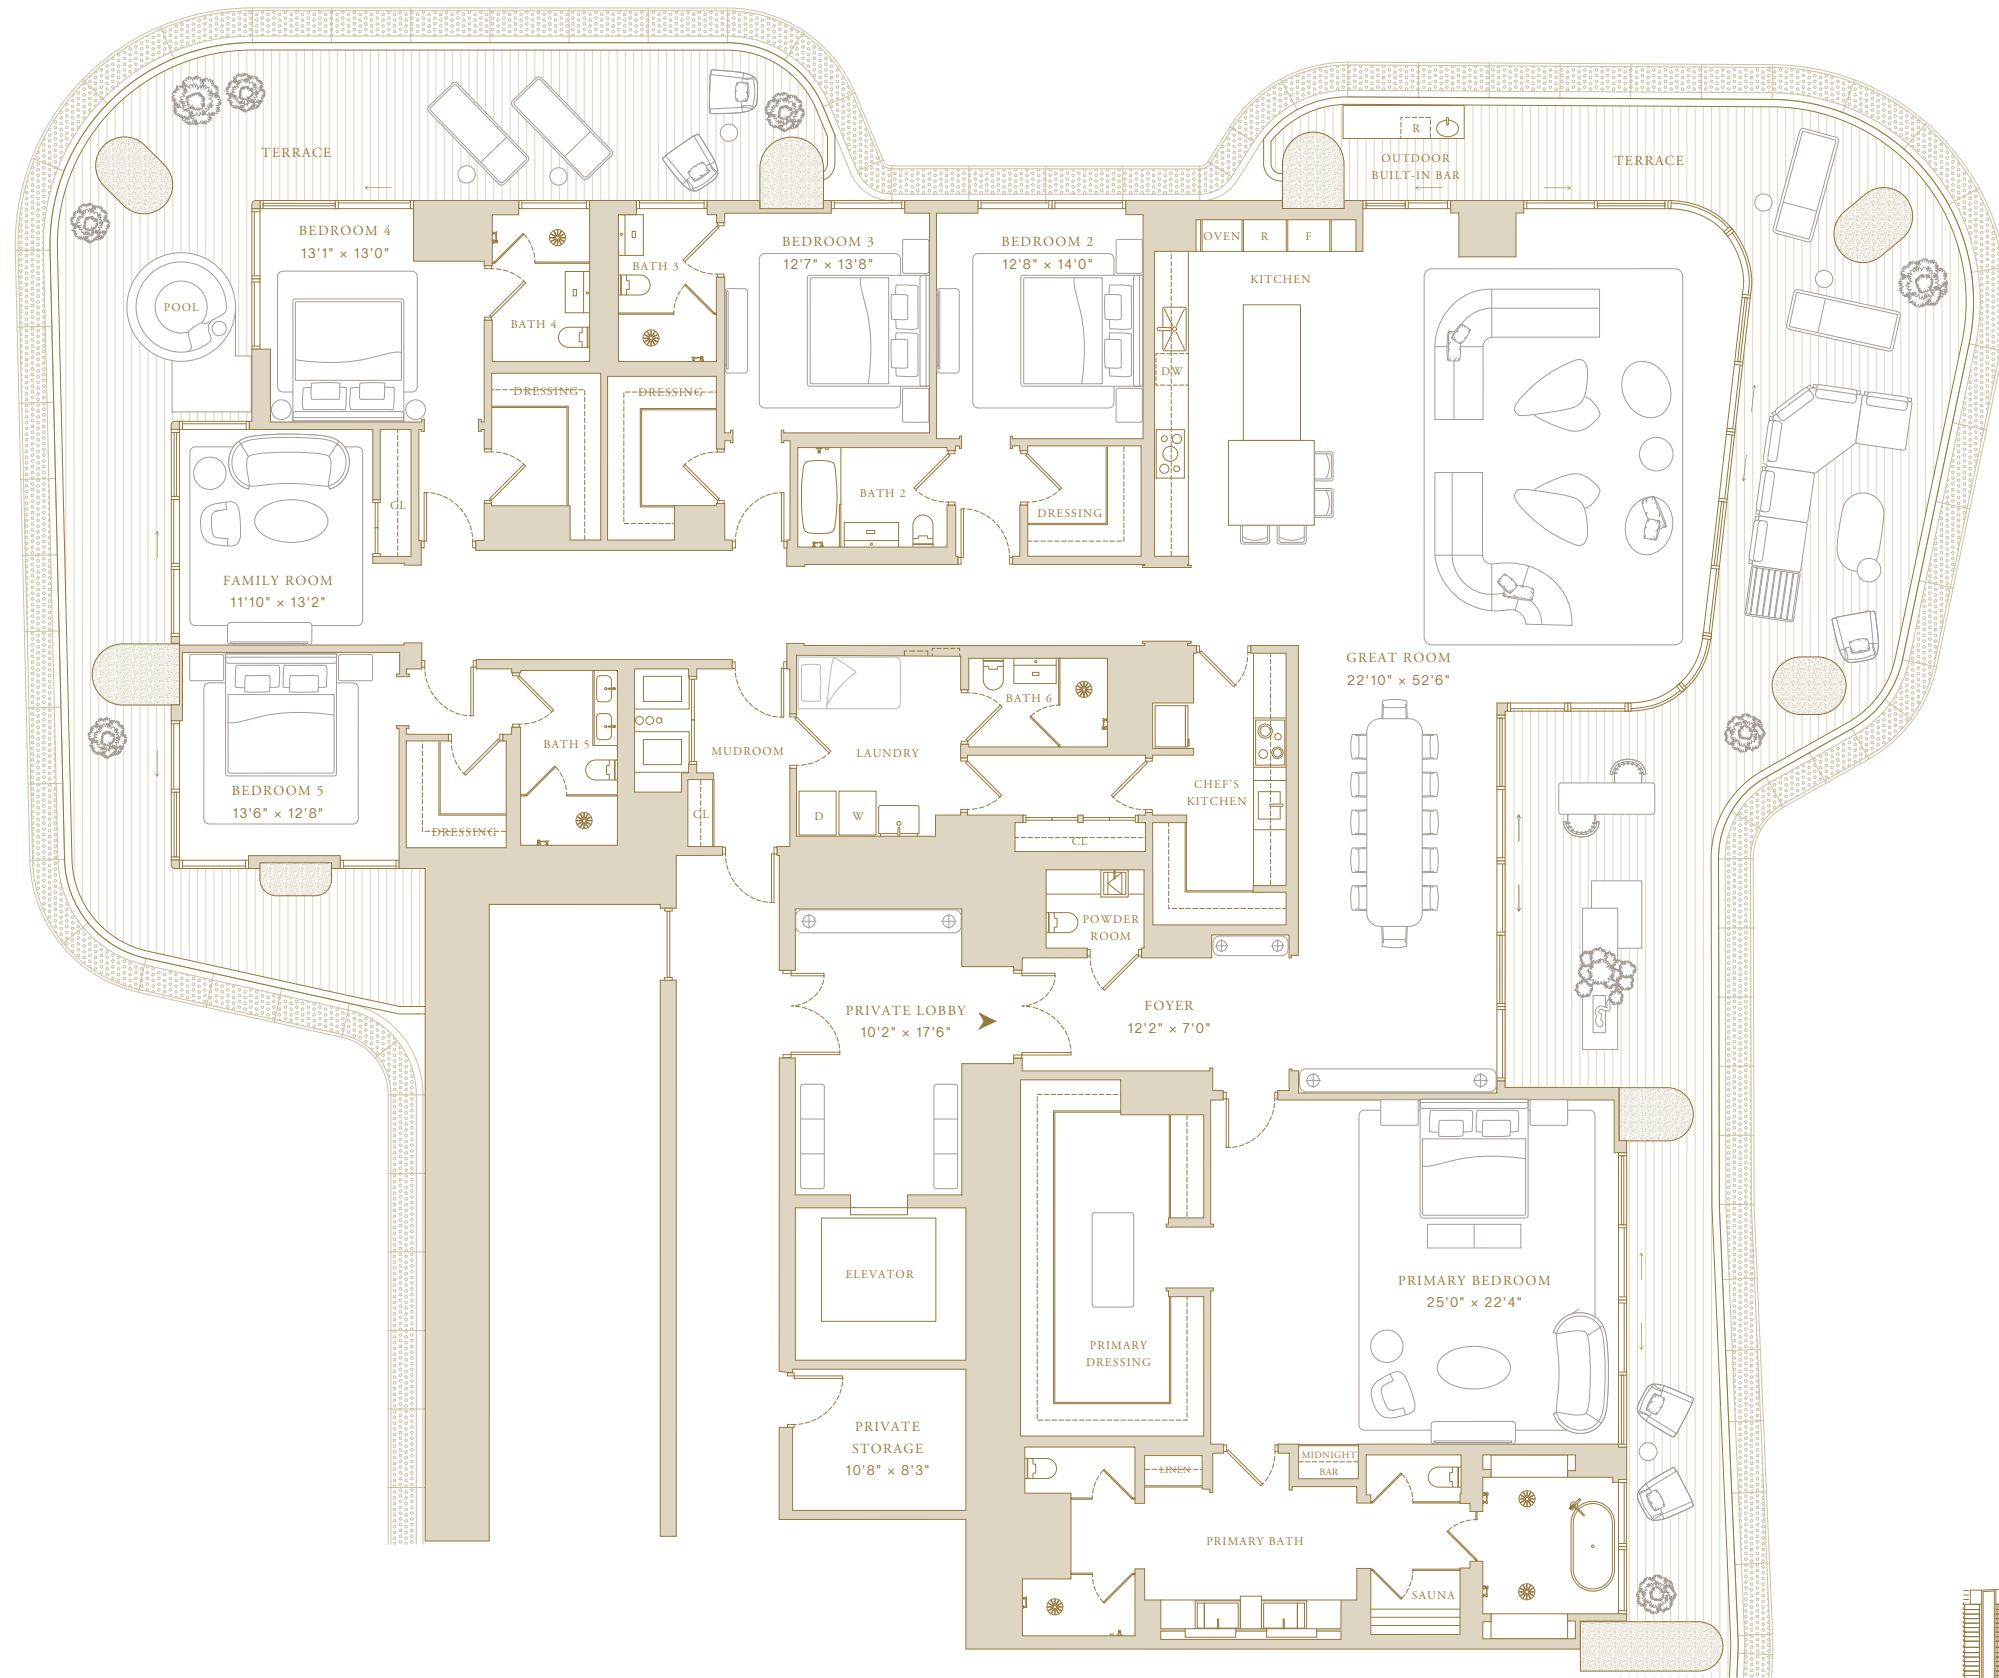 TERRACE
R
OUTDOOR
BUILT-IN BAR
TERRACE
BEDROOM 4
13'1" × 13'0"
BATH 3
BEDROOM 3
12'7" × 13'8"
BEDROOM 2
12'8" × 14'0"
OVEN
R
F
KITCHEN
POOL
BATH 4
DW
DRESSING
DRESSING
CL
BATH 2
DRESSING
FAMILY ROOM
11'10" × 13'2"
GREAT ROOM
22'10" × 52'6"
BATH 6
BATH 5
MUDROOM
LAUNDRY
BEDROOM 5
13'6" × 12'8"
CHEF'S
KITCHEN
DRESSING
CL
D
W
CL
POWDER
ROOM
PRIVATE LOBBY
10'2" × 17'6"
FOYER
12'2" × 7'0"
ELEVATOR
PRIMARY BEDROOM
25'0" × 22'4"
PRIMARY
DRESSING
PRIVATE
STORAGE
10'8" × 8'3"
LINEN
MIDNIGHT
BAR
PRIMARY BATH
SAUNA